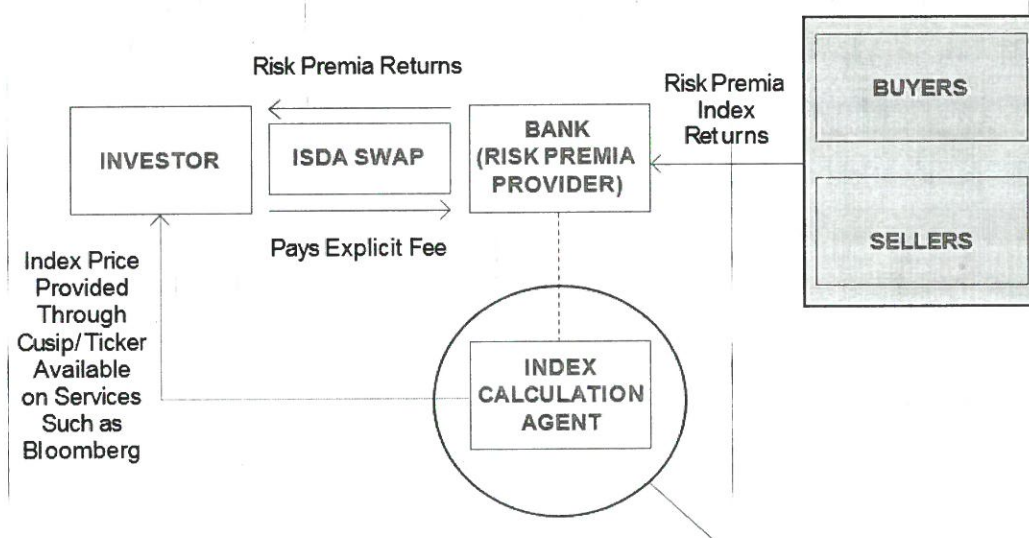 Risk Premia Returns
INVESTOR
ISDA SWAP
BANK
(RISK PREMIA
PROVIDER)
Pays Explicit Fee
Risk Premia
Index
Returns
BUYERS
SELLERS
Index Price
Provided
Through
Cusip/Ticker
Available
on Services
Such as
Bloomberg
INDEX
CALCULATION
AGENT